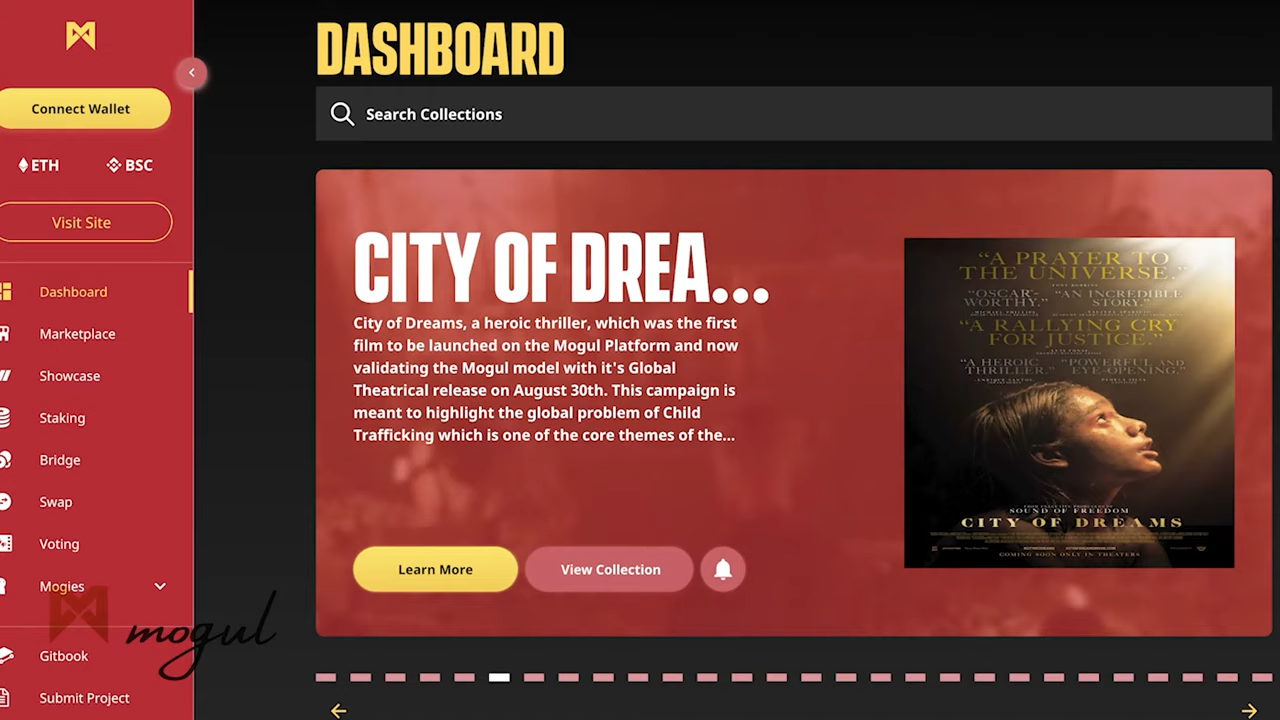 DASHBOARD
Connect Wallet
Search Collections
ETH
BSC
Visit Site
Dashboard
Marketplace
Showcase
Staking
Bridge
Swap
Voting
Mogies
Gitbook
Submit Project
mogul
CITY OF DREA...
City of Dreams, a heroic thriller, which was the first
film to be launched on the Mogul Platform and now
validating the Mogul model with it's Global
Theatrical release on August 30th. This campaign is
meant to highlight the global problem of Child
Trafficking which is one of the core themes of the...
Learn More
View Collection
“A PRAYER TO
THE UNIVERSE.”
“OSCAR-
WORTHY.”
“AN INCREDIBLE
STORY.”
“A RALLYING CRY
FOR JUSTICE.”
“A HEROIC
THRILLER.”
“POWERFUL AND
EYE-OPENING.”
SOUND OF FREEDOM
CITY OF DREAMS
COMING SOON ONLY IN THEATERS